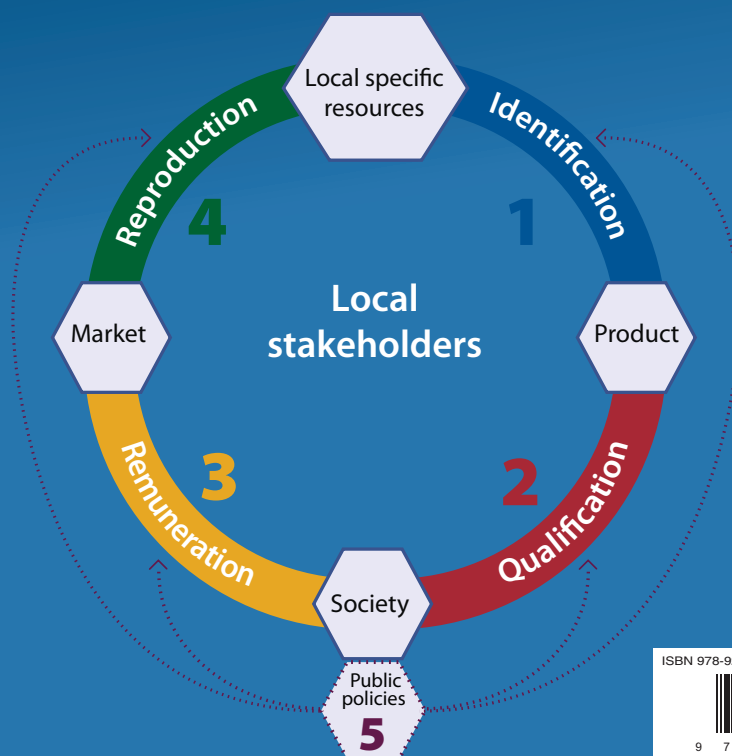 Local specific
resources
Identification
1
Product
Qualification
2
Society
Remuneration
3
Market
Reproduction
4
Local
stakeholders
Public
policies
5
ISBN 978-9
9 7